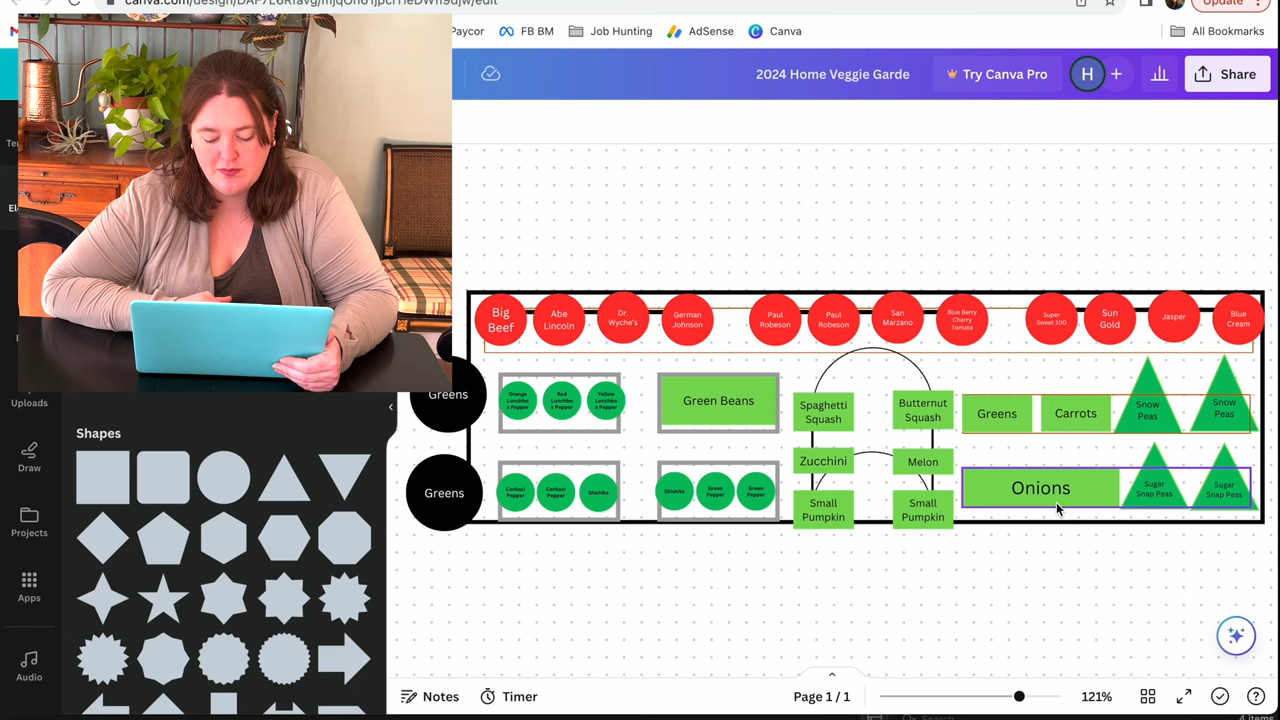 Update
Paycor
FB BM
Job Hunting
AdSense
Canva
All Bookmarks
2024 Home Veggie Garde
Try Canva Pro
H
Share
Big
Beef
Abe
Lincoln
Dr.
Wyche's
German
Johnson
Paul
Robeson
Paul
Robeson
San
Marzano
Blue Berry
Cherry
Tomato
Super
Sweet 100
Sun
Gold
Jasper
Blue
Cream
Greens
Orange
Lunchbo
x Pepper
Red
Lunchbo
x Pepper
Yellow
Lunchbo
x Pepper
Green Beans
Spaghetti
Squash
Butternut
Squash
Greens
Carrots
Snow
Peas
Snow
Peas
Zucchini
Melon
Greens
Corbaci
Pepper
Corbaci
Pepper
Shishito
Shishito
Green
Pepper
Green
Pepper
Small
Pumpkin
Small
Pumpkin
Onions
Sugar
Snap Peas
Sugar
Snap Peas
Uploads
Draw
Projects
Apps
Audio
Shapes
Notes
Timer
Page 1 / 1
121%